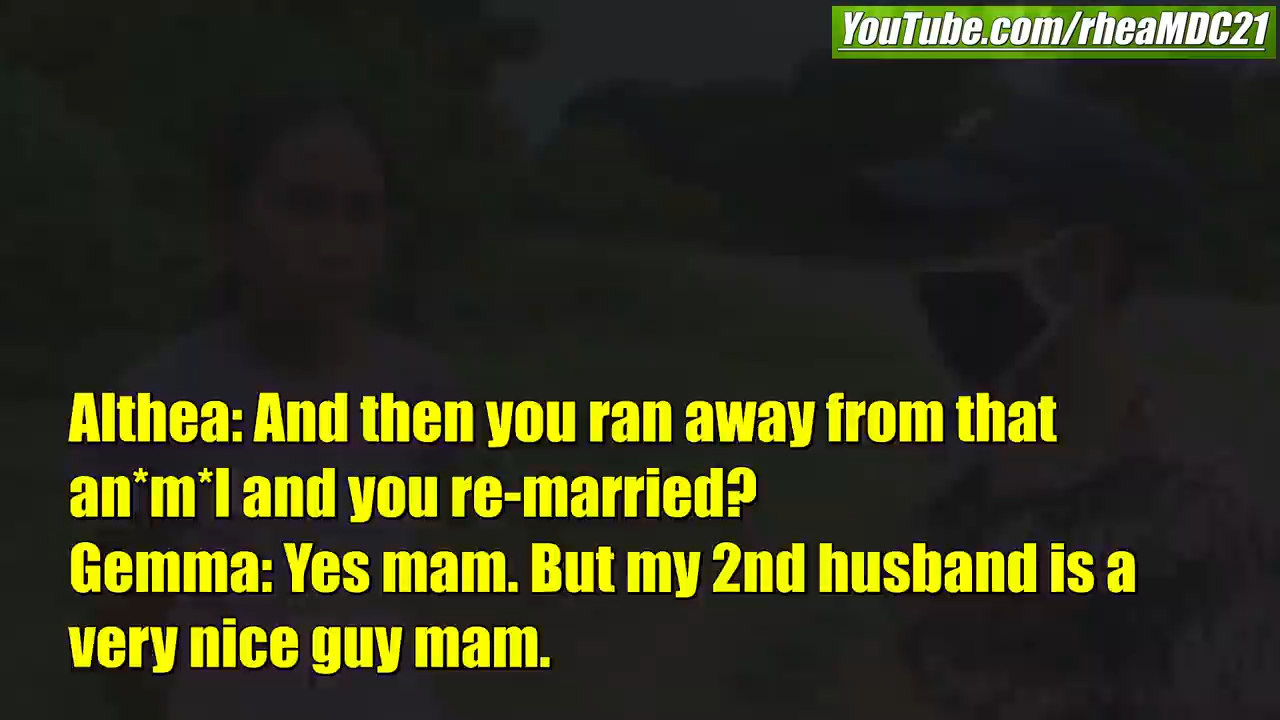 YouTube.com/rheaMDC21
Althea: And then you ran away from that
an*m*l and you re-married?
Gemma: Yes mam. But my 2nd husband is a
very nice guy mam.